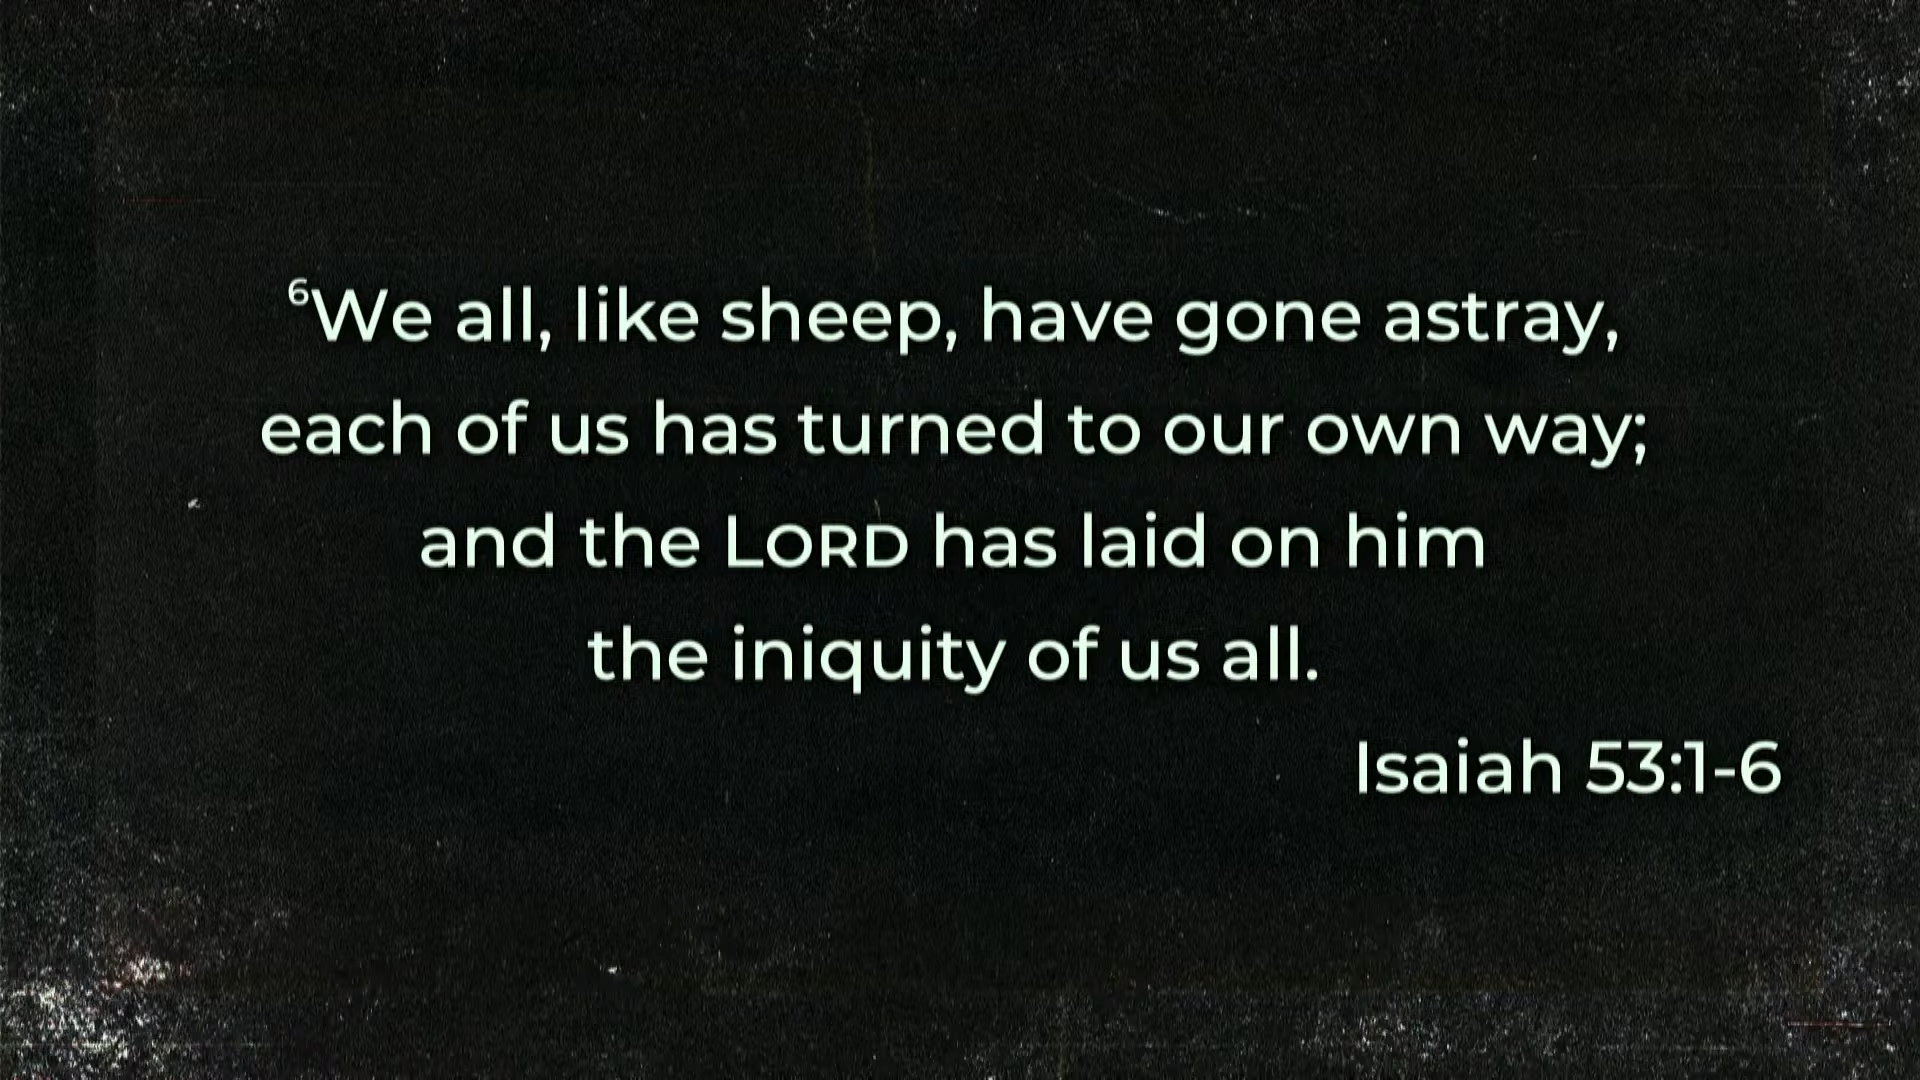 ⁶We all, like sheep, have gone astray,
each of us has turned to our own way;
and the LORD has laid on him
the iniquity of us all.
Isaiah 53:1-6